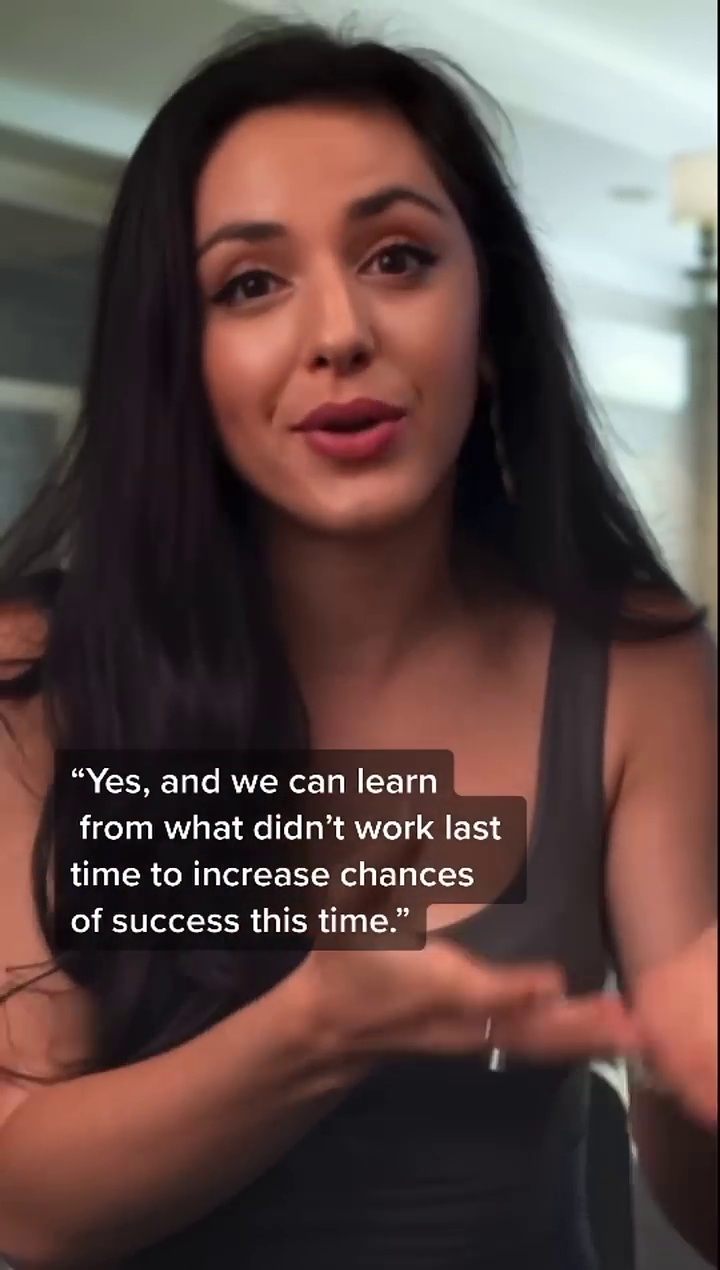 “Yes, and we can learn
from what didn’t work last
time to increase chances
of success this time.”